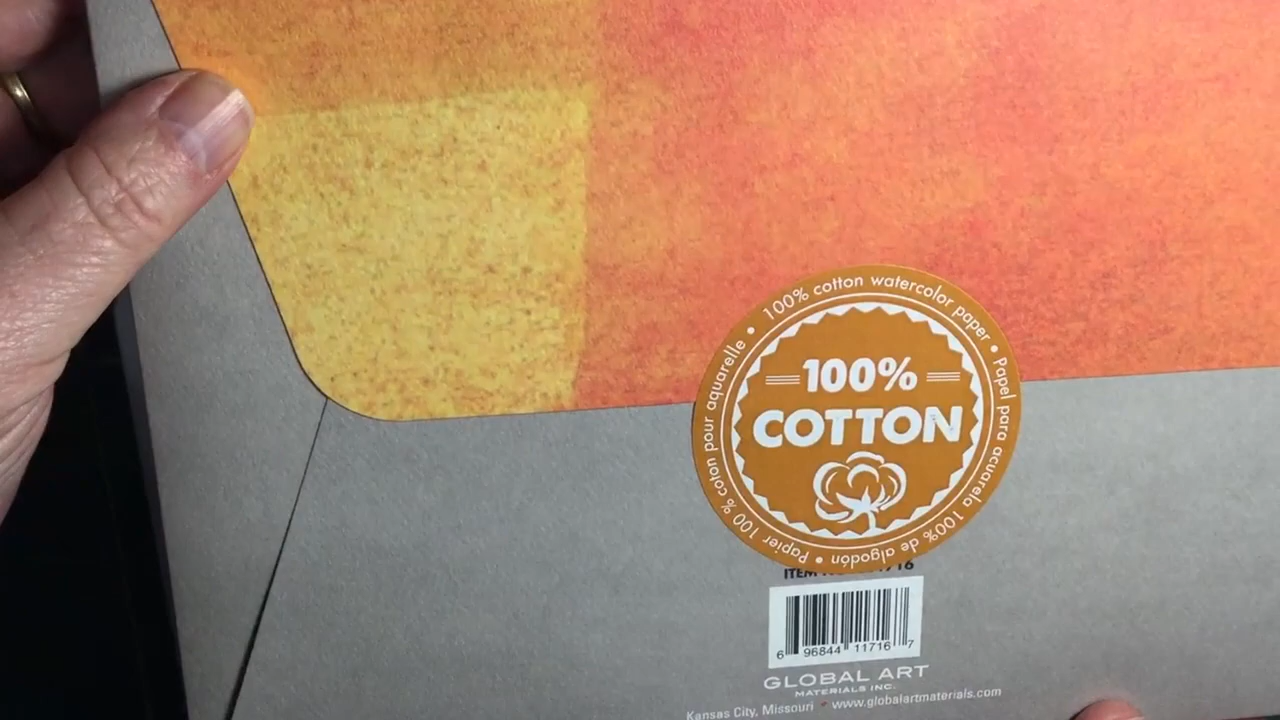 • 100% cotton watercolor paper
• Papel para acuarela 100% de algodón
• Papier 100 % coton pour aquarelle
100%
COTTON
ITEM
6 96844 11716 7
GLOBAL ART
MATERIALS INC.
Kansas City, Missouri • www.globalartmaterials.com